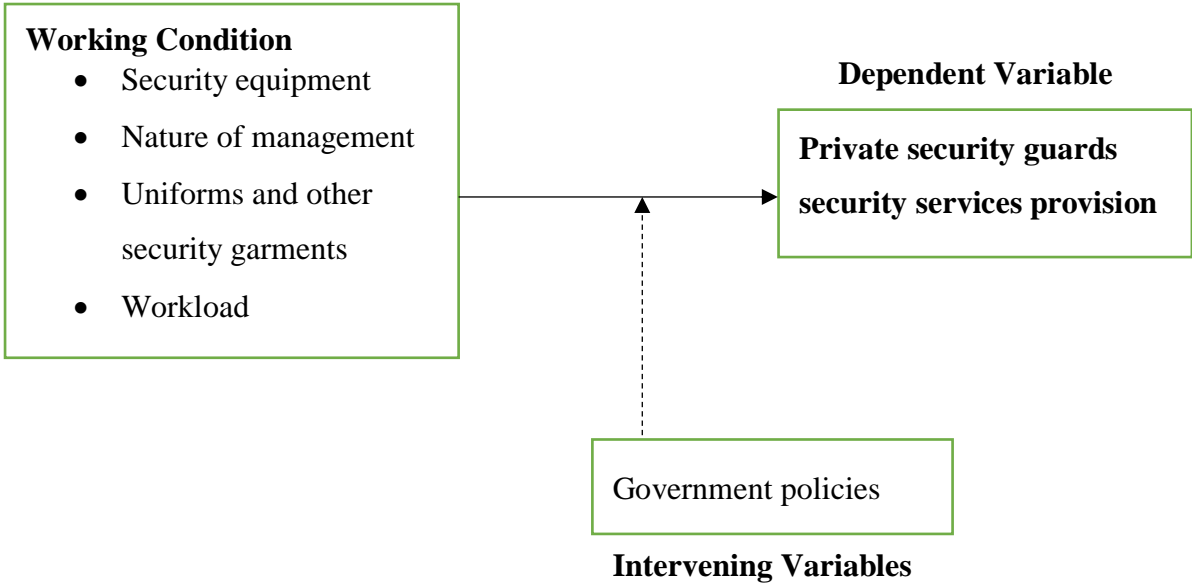 Working Condition
• Security equipment
• Nature of management
• Uniforms and other
security garments
• Workload
Dependent Variable
Private security guards
security services provision
Government policies
Intervening Variables